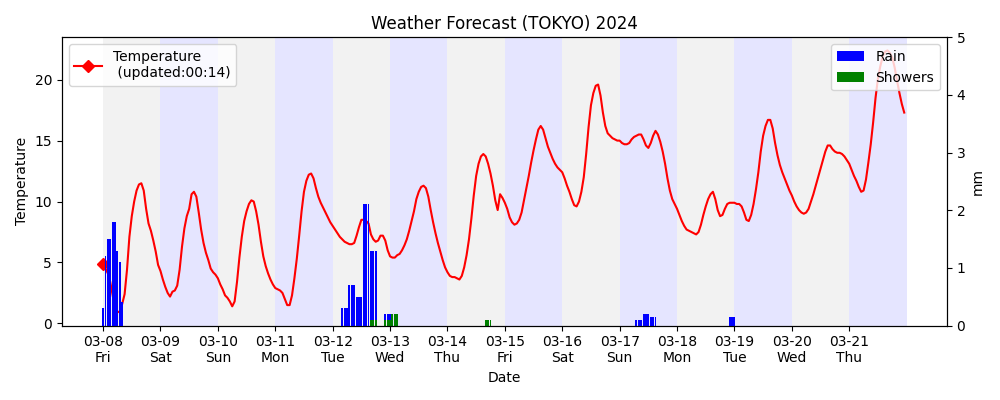 Weather Forecast (TOKYO) 2024
Temperature
(updated:00:14)
Rain
Showers
Temperature
20
15
10
5
0
5
4
3
2
1
0
mm
03-08 03-09 03-10 03-11 03-12 03-13 03-14 03-15 03-16 03-17 03-18 03-19 03-20 03-21
Fri Sat Sun Mon Tue Wed Thu Fri Sat Sun Mon Tue Wed Thu
Date